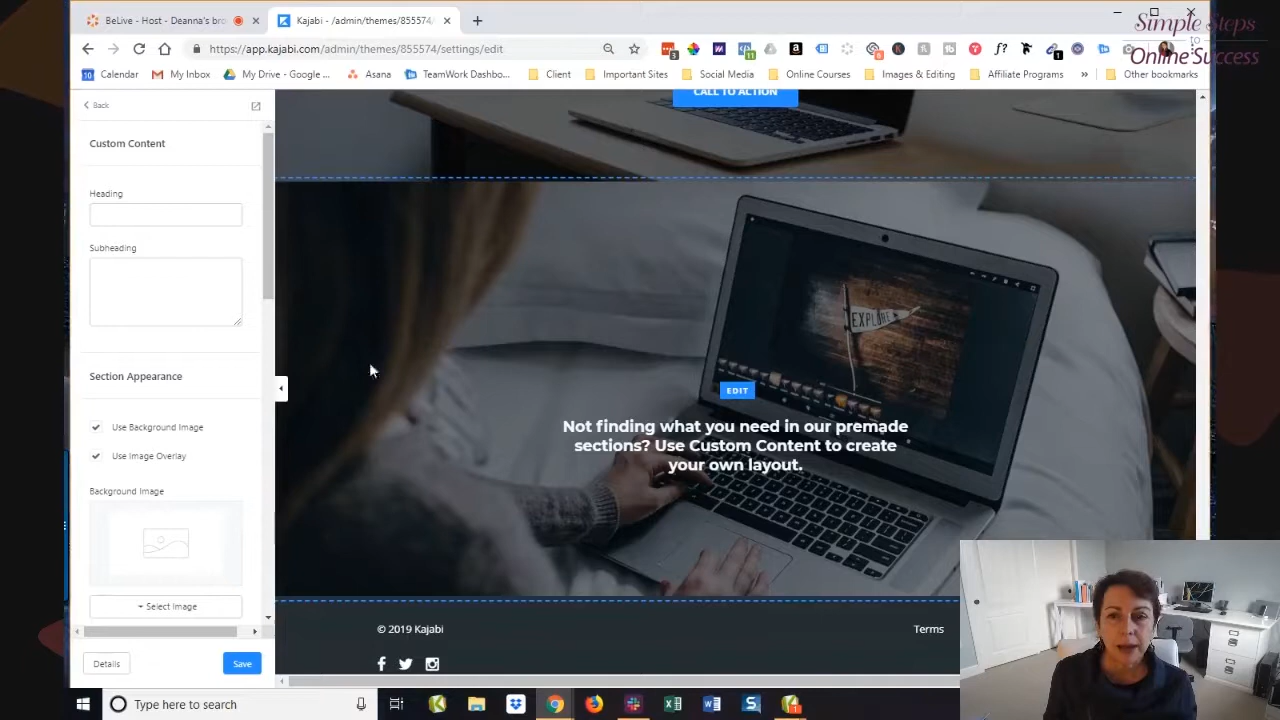 BeLive - Host - Deanna's bro
Kajabi - /admin/themes/855574/
Simple Steps
to
Online Success
https://app.kajabi.com/admin/themes/855574/settings/edit
Calendar
My Inbox
My Drive - Google ...
Asana
TeamWork Dashbo...
Client
Important Sites
Social Media
Online Courses
Images & Editing
Affiliate Programs
Other bookmarks
Back
CALL TO ACTION
Custom Content
Heading
Subheading
EXPLORE
EDIT
Not finding what you need in our premade
sections? Use Custom Content to create
your own layout.
Section Appearance
Use Background Image
Use Image Overlay
Background Image
Select Image
© 2019 Kajabi
Terms
Details
Save
Type here to search